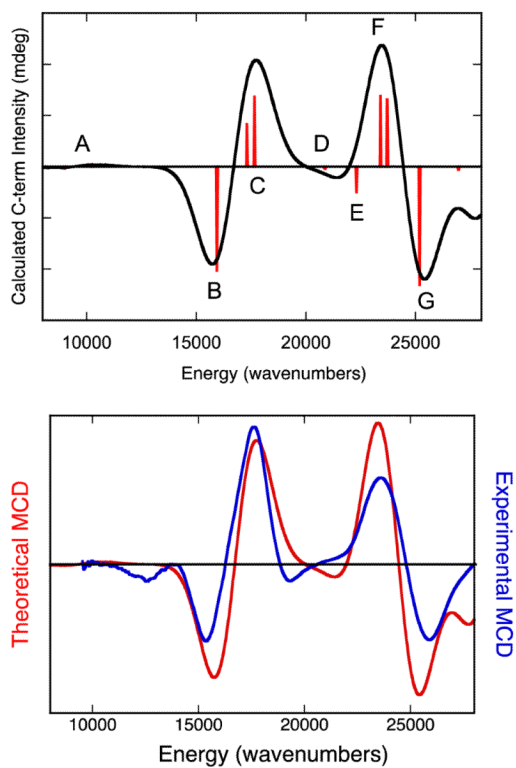 Calculated C-term Intensity (mdeg)
F
A
D
C
E
B
G
10000 15000 20000 25000
Energy (wavenumbers)
Theoretical MCD
Experimental MCD
10000 15000 20000 25000
Energy (wavenumbers)